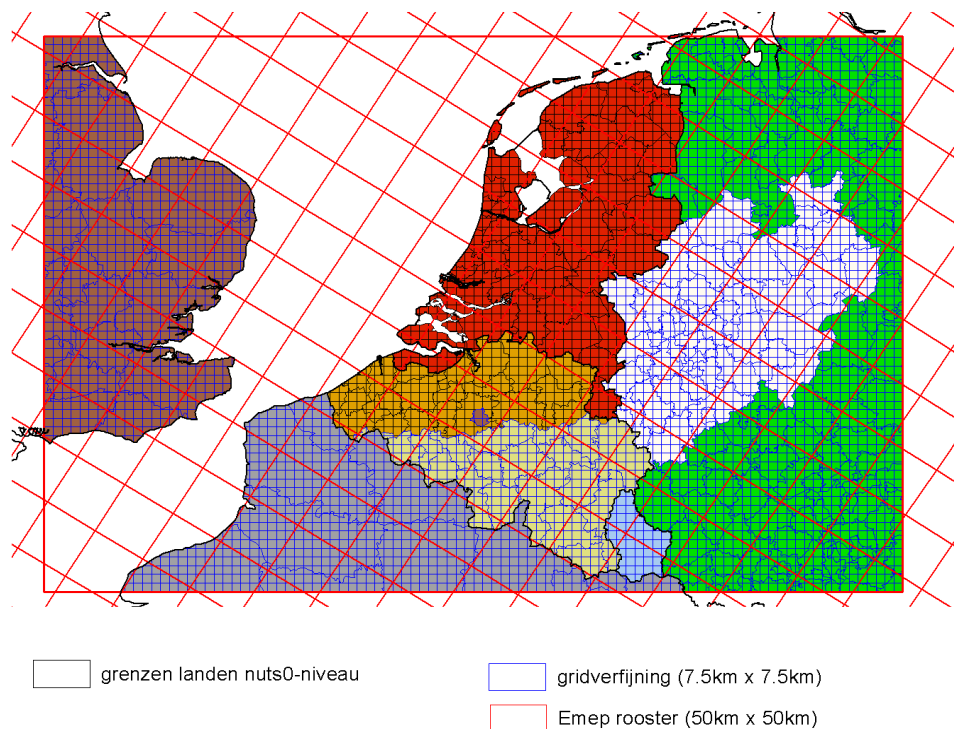 grenzen landen nuts0-niveau
gridverfijning (7.5km x 7.5km)
Emep rooster (50km x 50km)